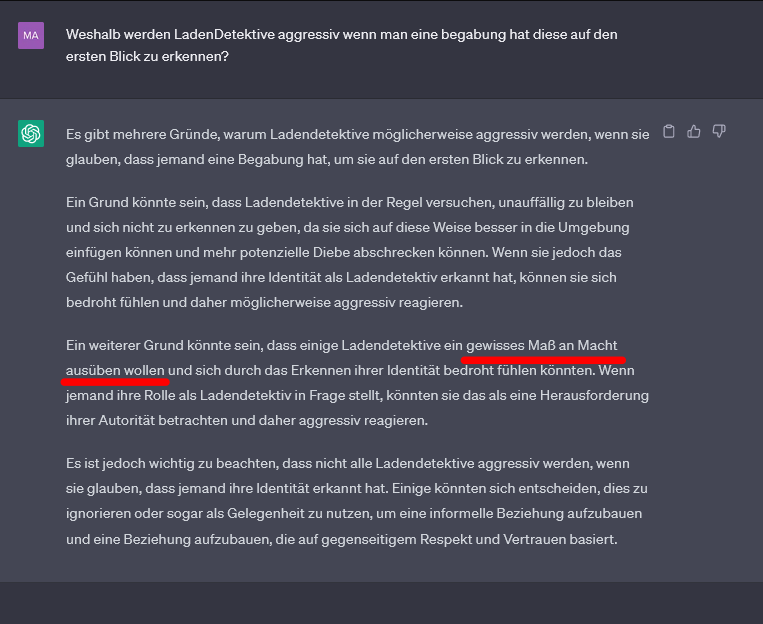 MA
Weshalb werden LadenDetektive aggressiv wenn man eine begabung hat diese auf den
ersten Blick zu erkennen?
Es gibt mehrere Gründe, warum Ladendetektive möglicherweise aggressiv werden, wenn sie
glauben, dass jemand eine Begabung hat, um sie auf den ersten Blick zu erkennen.
Ein Grund könnte sein, dass Ladendetektive in der Regel versuchen, unauffällig zu bleiben
und sich nicht zu erkennen zu geben, da sie sich auf diese Weise besser in die Umgebung
einfügen können und mehr potenzielle Diebe abschrecken können. Wenn sie jedoch das
Gefühl haben, dass jemand ihre Identität als Ladendetektiv erkannt hat, können sie sich
bedroht fühlen und daher möglicherweise aggressiv reagieren.
Ein weiterer Grund könnte sein, dass einige Ladendetektive ein gewisses Maß an Macht
ausüben wollen und sich durch das Erkennen ihrer Identität bedroht fühlen könnten. Wenn
jemand ihre Rolle als Ladendetektiv in Frage stellt, könnten sie das als eine Herausforderung
ihrer Autorität betrachten und daher aggressiv reagieren.
Es ist jedoch wichtig zu beachten, dass nicht alle Ladendetektive aggressiv werden, wenn
sie glauben, dass jemand ihre Identität erkannt hat. Einige könnten sich entscheiden, dies zu
ignorieren oder sogar als Gelegenheit zu nutzen, um eine informelle Beziehung aufzubauen
und eine Beziehung aufzubauen, die auf gegenseitigem Respekt und Vertrauen basiert.